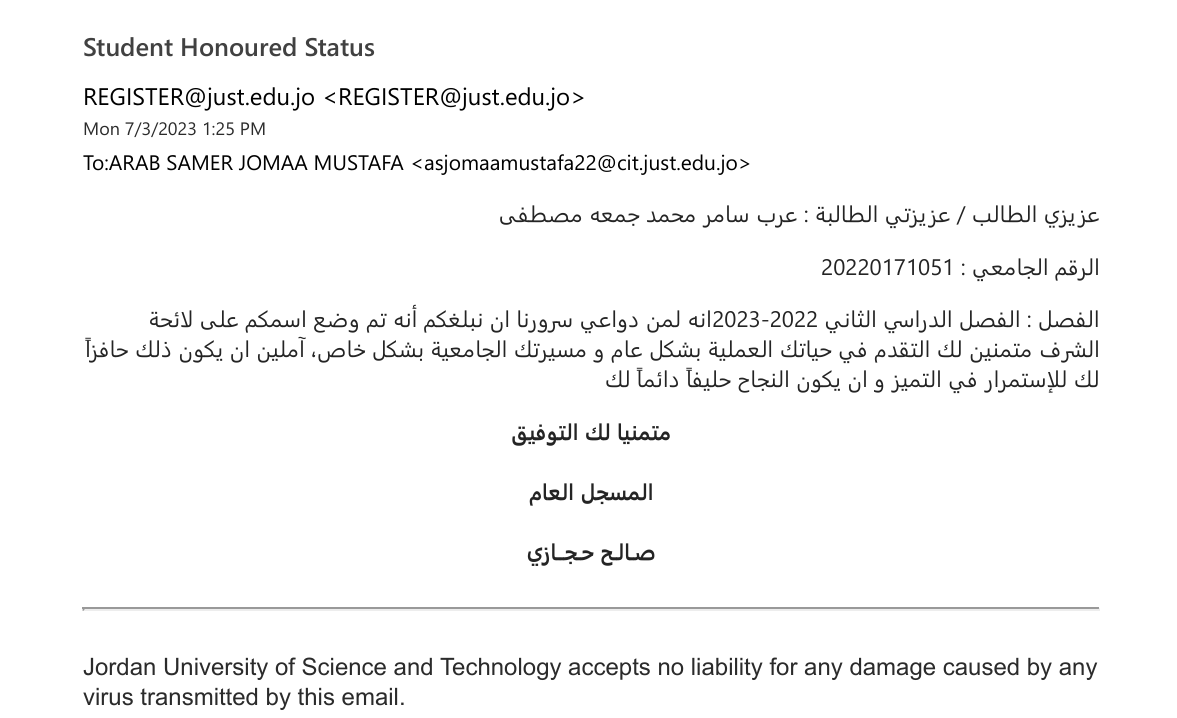 Student Honoured Status
REGISTER@just.edu.jo <REGISTER@just.edu.jo>
Mon 7/3/2023 1:25 PM
To:ARAB SAMER JOMAA MUSTAFA <asjomaamustafa22@cit.just.edu.jo>
عزيزي الطالب / عزيزتي الطالبة : عرب سامر محمد جمعه مصطفى
الرقم الجامعي : 20220171051
الفصل : الفصل الدراسي الثاني 2022-2023انه لمن دواعي سرورنا ان نبلغكم أنه تم وضع اسمكم على لائحة
الشرف متمنين لك التقدم في حياتك العملية بشكل عام و مسيرتك الجامعية بشكل خاص، آملين ان يكون ذلك حافزاً
لك للإستمرار في التميز و ان يكون النجاح حليفاً دائماً لك
متمنيا لك التوفيق
المسجل العام
صـالـح حـجـازي
Jordan University of Science and Technology accepts no liability for any damage caused by any
virus transmitted by this email.